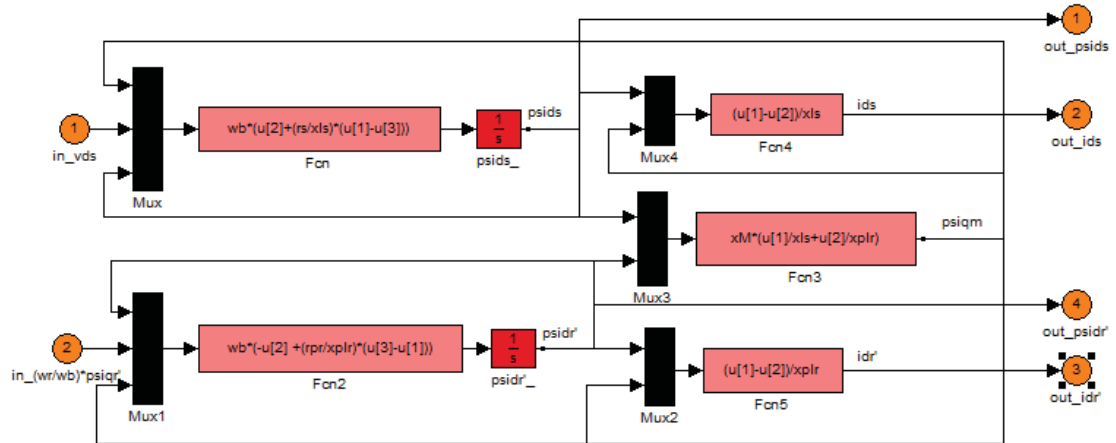 1
out_psids
psids
ids
1
in_vds
Mux
wb*(u[2]+(rs/xls)*(u[1]-u[3]))
Fcn
1
s
psids_
Mux4
(u[1]-u[2])/xls
Fcn4
2
out_ids
Mux3
xM*(u[1]/xls+u[2]/xplr)
Fcn3
psiqm
4
out_psidr'
2
in_(wr/wb)*psiqr'
Mux1
wb*(-u[2] +(rpr/xplr)*(u[3]-u[1]))
Fcn2
1
s
psidr'_
psidr'
Mux2
(u[1]-u[2])/xplr
Fcn5
idr'
3
out_idr'